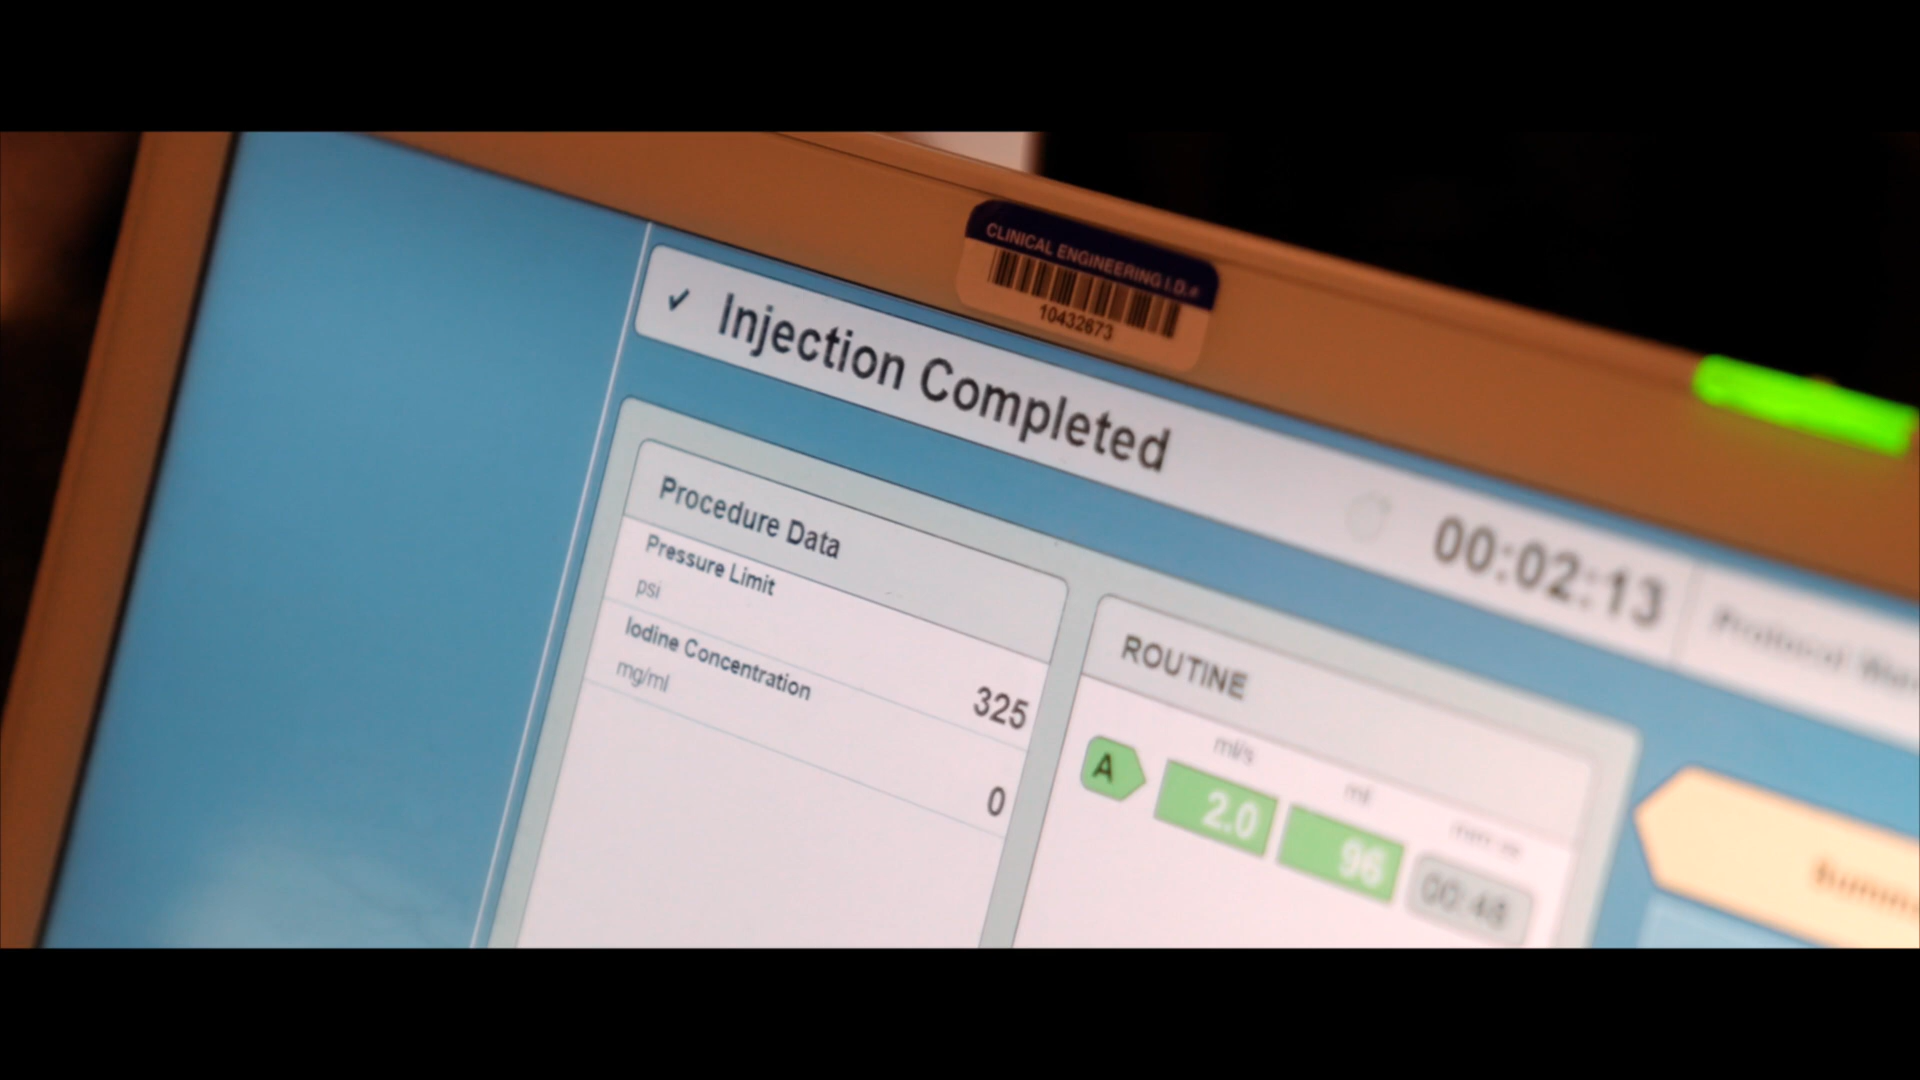 CLINICAL ENGINEERING I.D.#
10432673
✓ Injection Completed
00:02:13
Procedure Data
Pressure Limit
psi
325
Iodine Concentration
mg/ml
0
ROUTINE
ml/s
ml
A
2.0
96
00:48